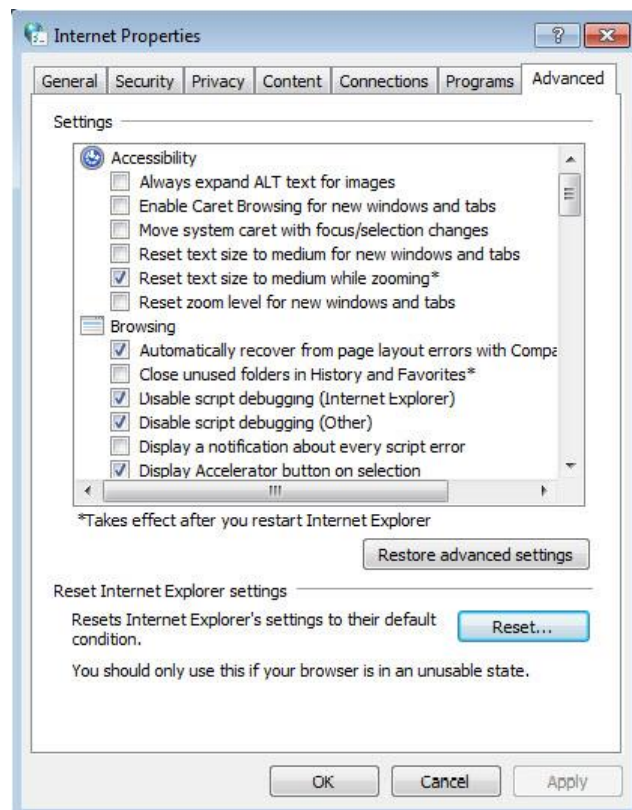 Internet Properties
General Security Privacy Content Connections Programs Advanced
Settings
Accessibility
Always expand ALT text for images
Enable Caret Browsing for new windows and tabs
Move system caret with focus/selection changes
Reset text size to medium for new windows and tabs
Reset text size to medium while zooming*
Reset zoom level for new windows and tabs
Browsing
Automatically recover from page layout errors with Compa
Close unused folders in History and Favorites*
Disable script debugging (Internet Explorer)
Disable script debugging (Other)
Display a notification about every script error
Display Accelerator button on selection
*Takes effect after you restart Internet Explorer
Restore advanced settings
Reset Internet Explorer settings
Resets Internet Explorer's settings to their default
condition.
Reset...
You should only use this if your browser is in an unusable state.
OK Cancel Apply